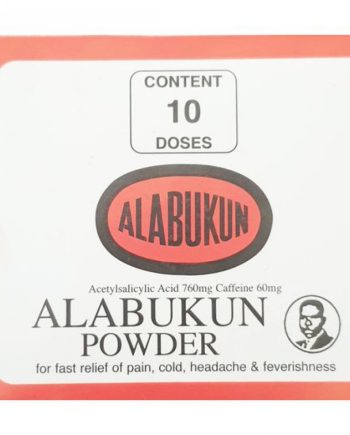 CONTENT
10
DOSES
ALABUKUN
Acetylsalicylic Acid 760mg Caffeine 60mg
ALABUKUN
POWDER
for fast relief of pain, cold, headache & feverishness